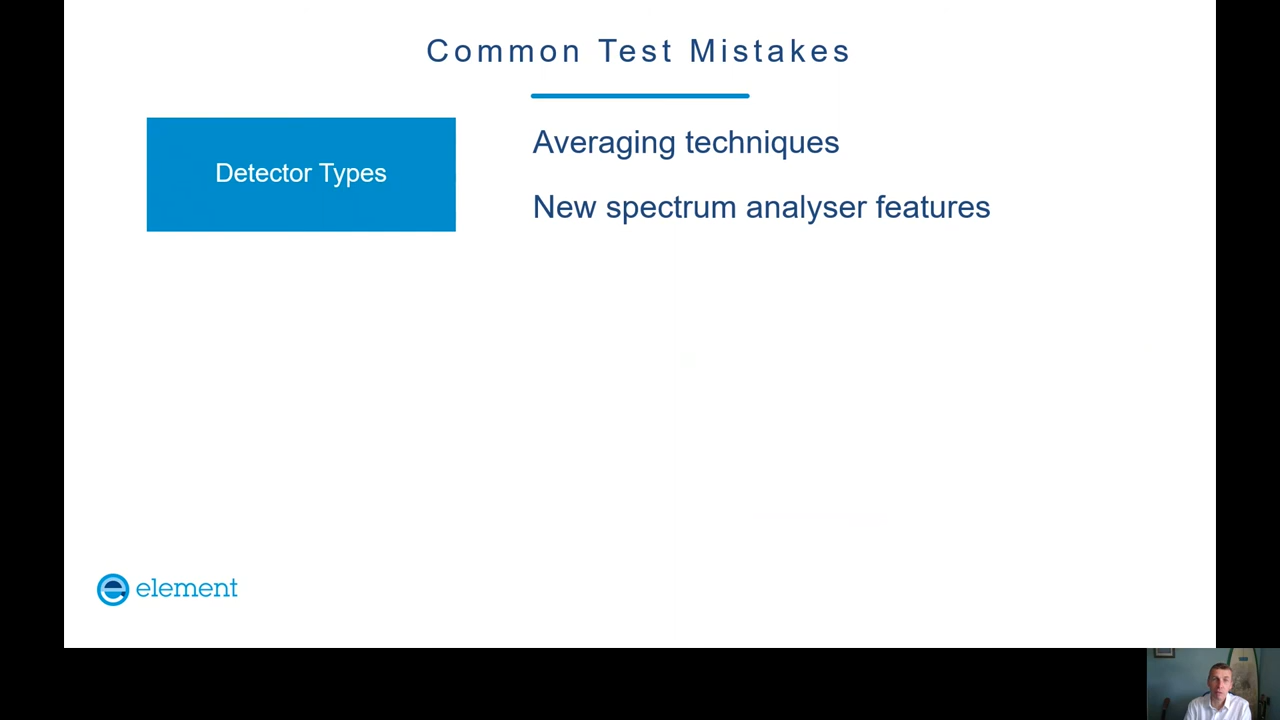 Common Test Mistakes
Detector Types
Averaging techniques
New spectrum analyser features
element